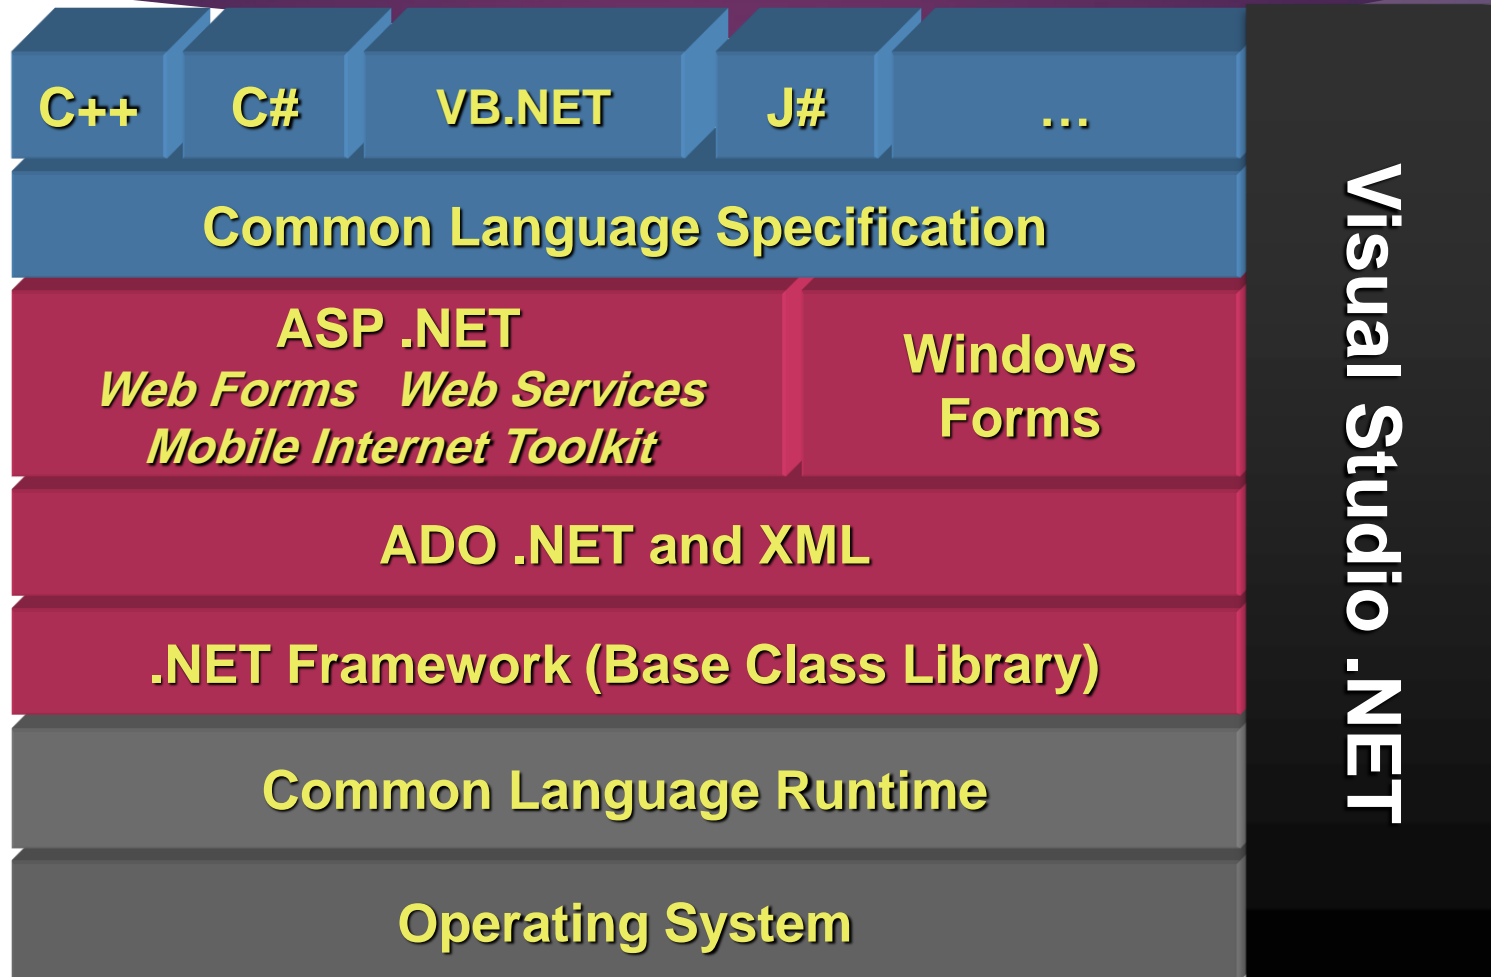 C++
C#
VB.NET
J#
…
Common Language Specification
ASP .NET
Web Forms   Web Services
Mobile Internet Toolkit
Windows
Forms
ADO .NET and XML
.NET Framework (Base Class Library)
Common Language Runtime
Operating System
Visual Studio .NET